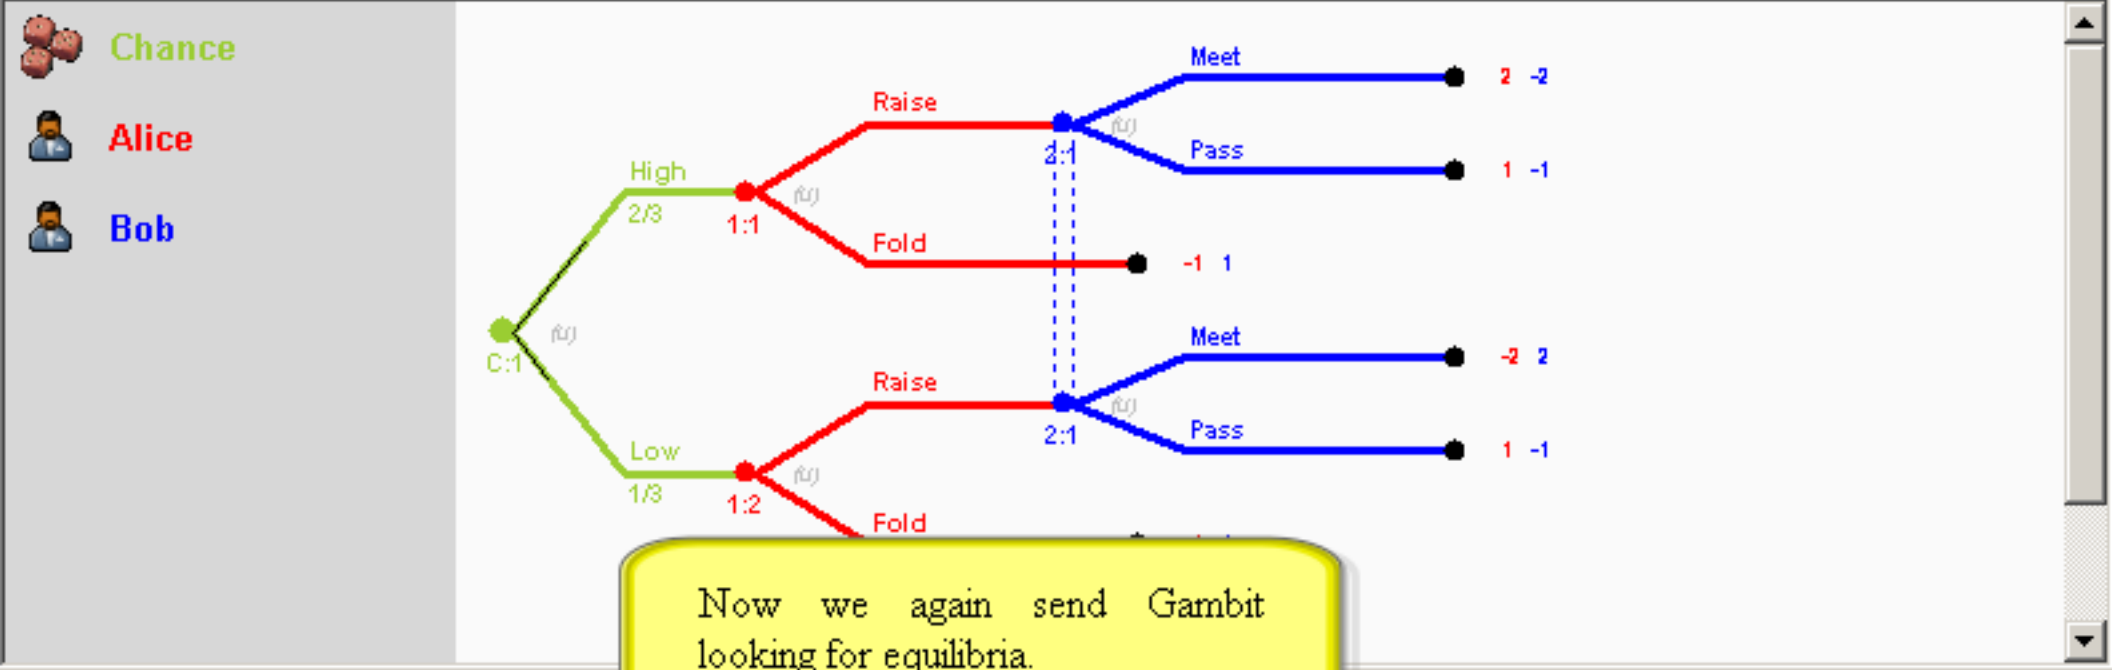 Chance
Alice
Bob
Meet
2 -2
Raise
2:1
Pass
1 -1
High
2/3
1:1
Fold
-1 1
C:1
Meet
-2 2
Raise
2:1
Pass
1 -1
Low
1/3
1:2
Fold
Now we again send Gambit
looking for equilibria.